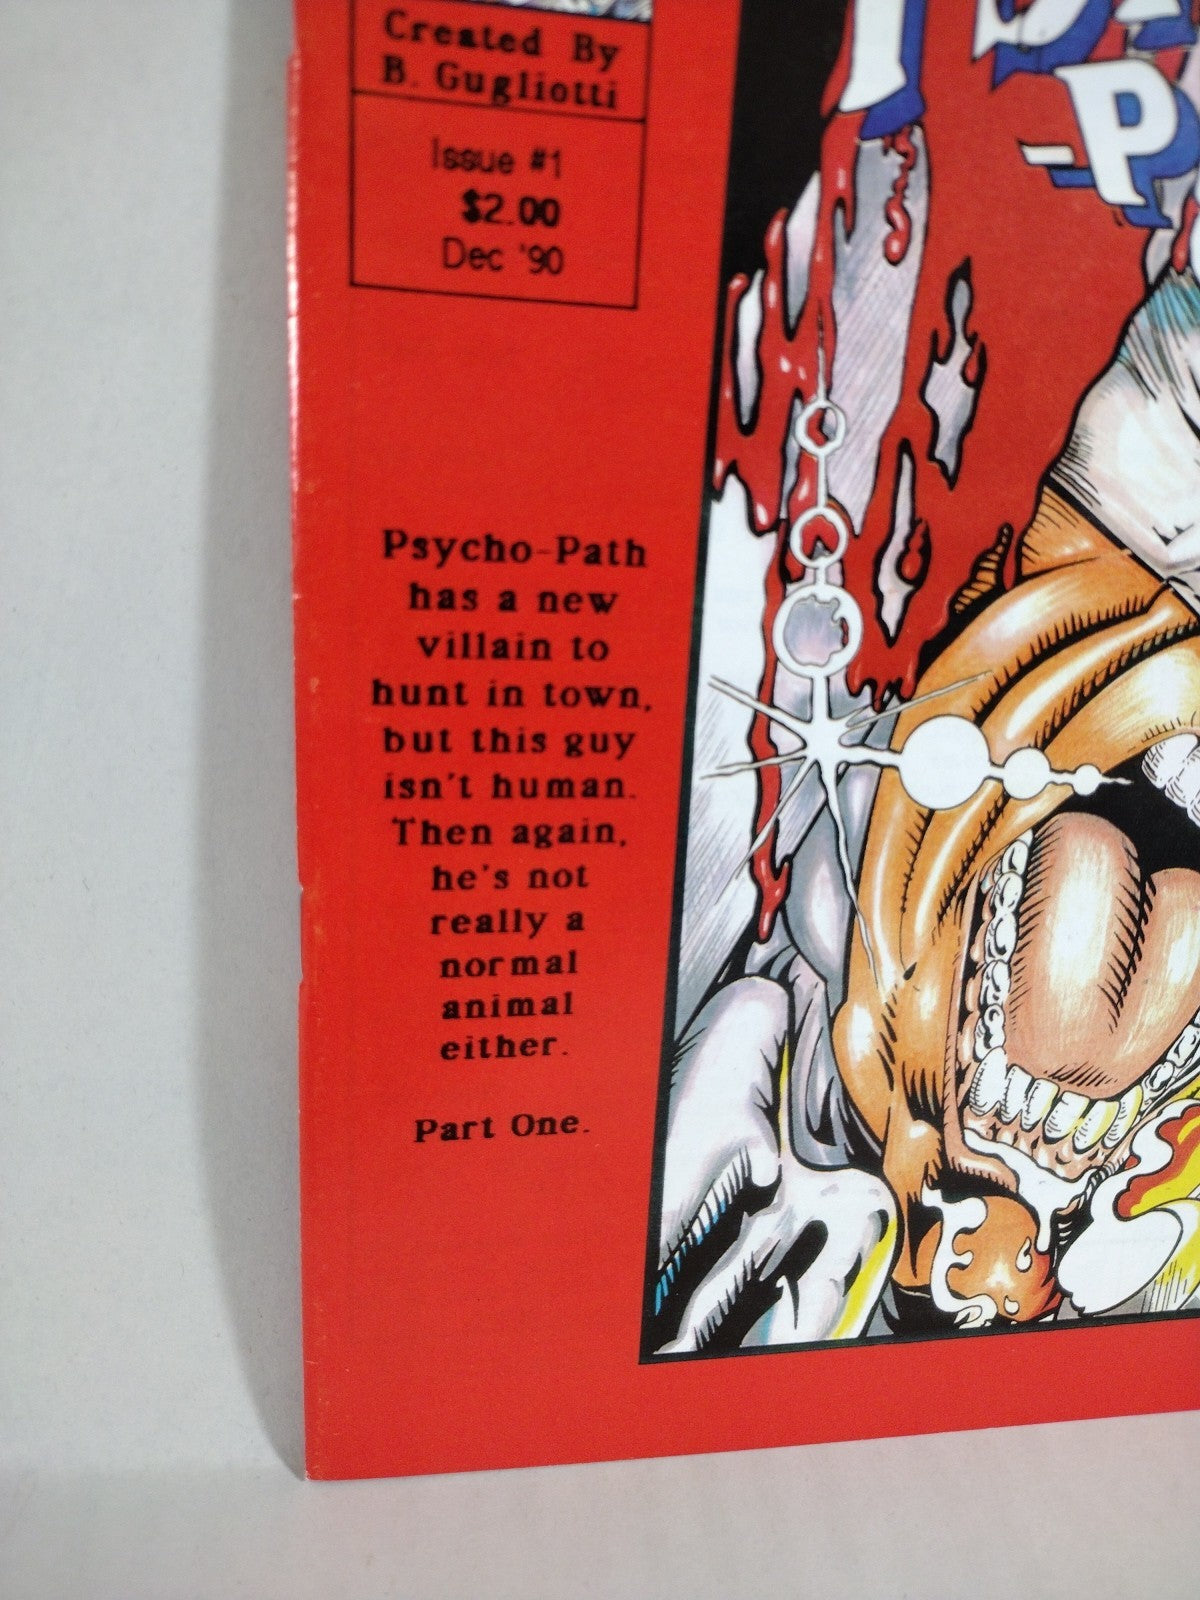 Created By
B. Gugliotti
Issue #1
$2.00
Dec '90
-P
Psycho-Path
has a new
villain to
hunt in town,
but this guy
isn't human.
Then again,
he's not
really a
normal
animal
either.
Part One.